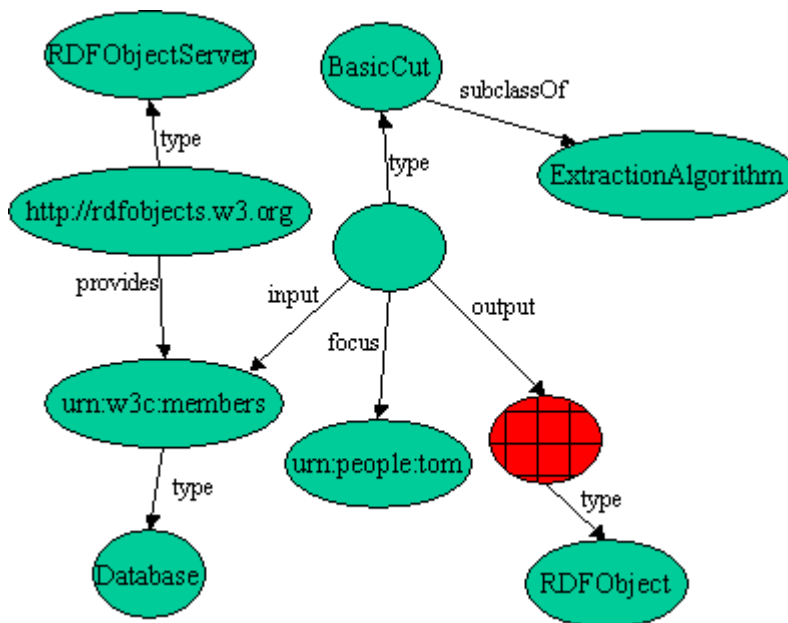 RDFObjectServer
BasicCut
subclassOf
type
type
ExtractionAlgorithm
http://rdfobjects.w3.org
provides
input
output
focus
urn:w3c:members
urn:people:tom
type
type
Database
RDFObject